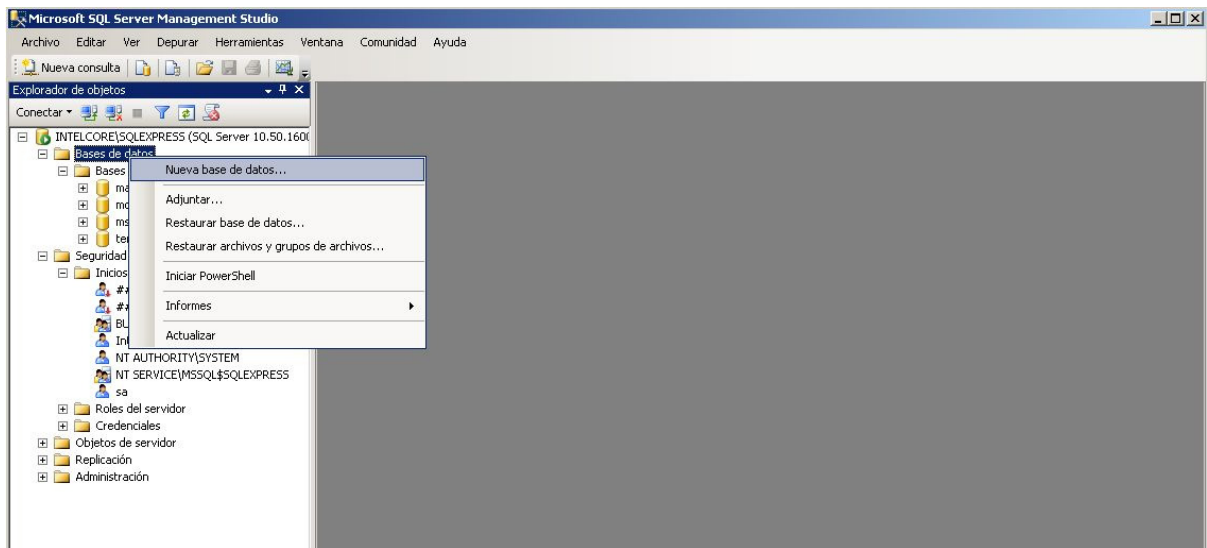 Microsoft SQL Server Management Studio
Archivo Editar Ver Depurar Herramientas Ventana Comunidad Ayuda
Nueva consulta
Explorador de objetos
Conectar
INTELCORE\SQLEXPRESS (SQL Server 10.50.160
Bases de datos
Nueva base de datos...
Bases
Adjuntar...
Restaurar base de datos...
Restaurar archivos y grupos de archivos...
Seguridad
Inicios
Iniciar PowerShell
##
##
Informes
Actualizar
NT AUTHORITY\SYSTEM
NT SERVICE\MSSQL$SQLEXPRESS
sa
Roles del servidor
Credenciales
Objetos de servidor
Replicación
Administración